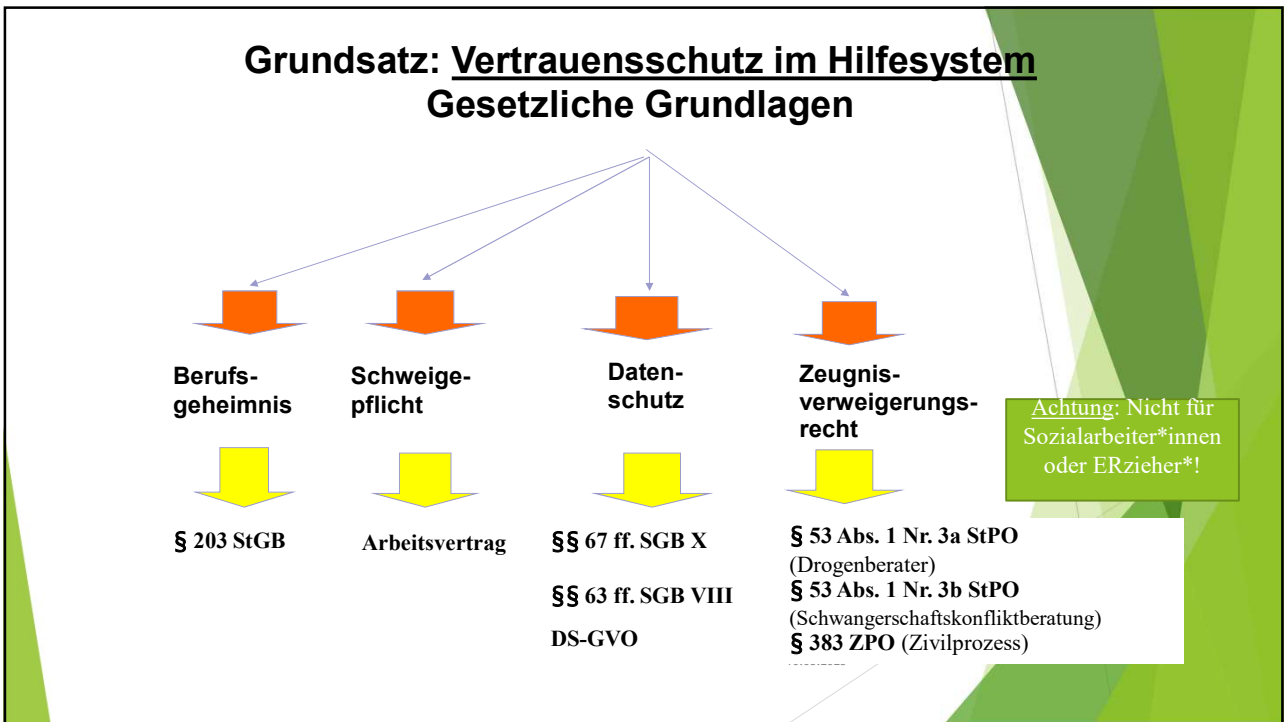 Grundsatz: Vertrauensschutz im Hilfesystem
Gesetzliche Grundlagen
Berufs-
geheimnis
Schweige-
pflicht
Daten-
schutz
Zeugnis-
verweigerungs-
recht
Achtung: Nicht für
Sozialarbeiter*innen
oder ERzieher*!
§ 203 StGB
Arbeitsvertrag
§§ 67 ff. SGB X
§§ 63 ff. SGB VIII
DS-GVO
§ 53 Abs. 1 Nr. 3a StPO
(Drogenberater)
§ 53 Abs. 1 Nr. 3b StPO
(Schwangerschaftskonfliktberatung)
§ 383 ZPO (Zivilprozess)